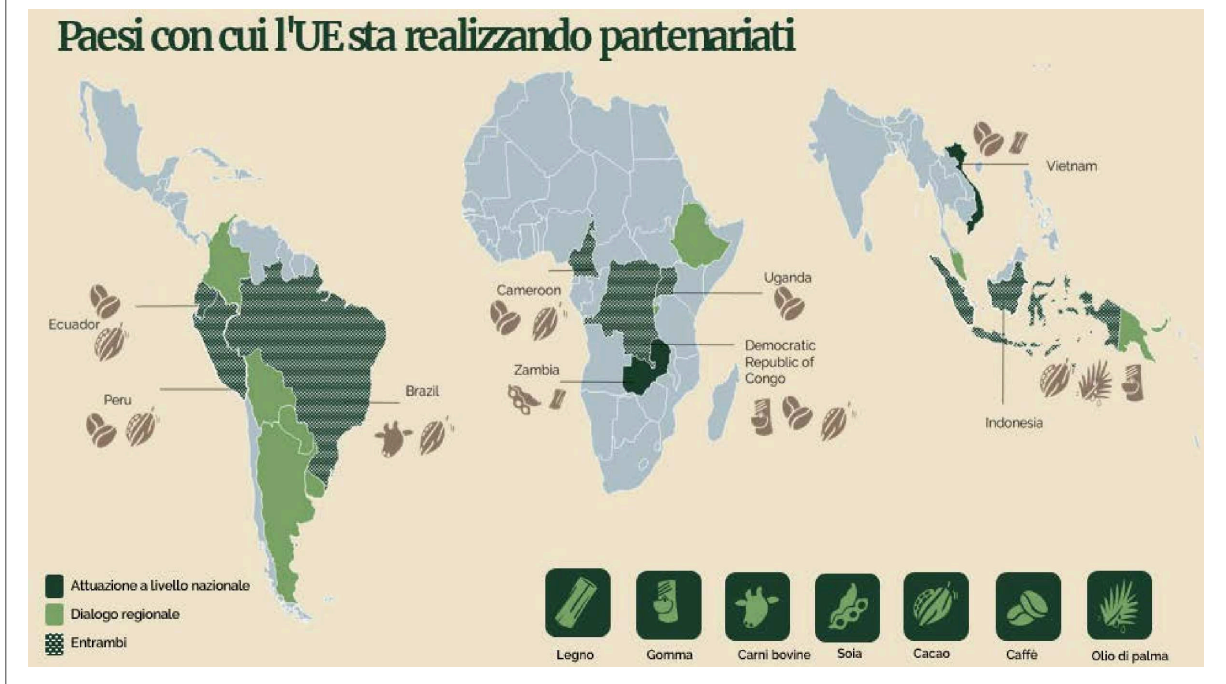 Paesi con cui l'UE sta realizzando partenariati
Vietnam
Cameroon
Uganda
Ecuador
Democratic
Republic of
Congo
Zambia
Peru
Brazil
Indonesia
Attuazione a livello nazionale
Dialogo regionale
Entrambi
Legno
Gomma
Carni bovine
Soia
Cacao
Caffè
Olio di palma